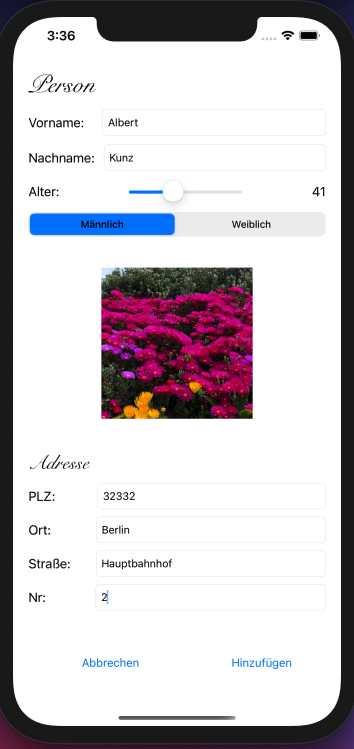 3:36
Person
Vorname: Albert
Nachname: Kunz
Alter: 41
Männlich Weiblich
Adresse
PLZ: 32332
Ort: Berlin
Straße: Hauptbahnhof
Nr: 2
Abbrechen Hinzufügen